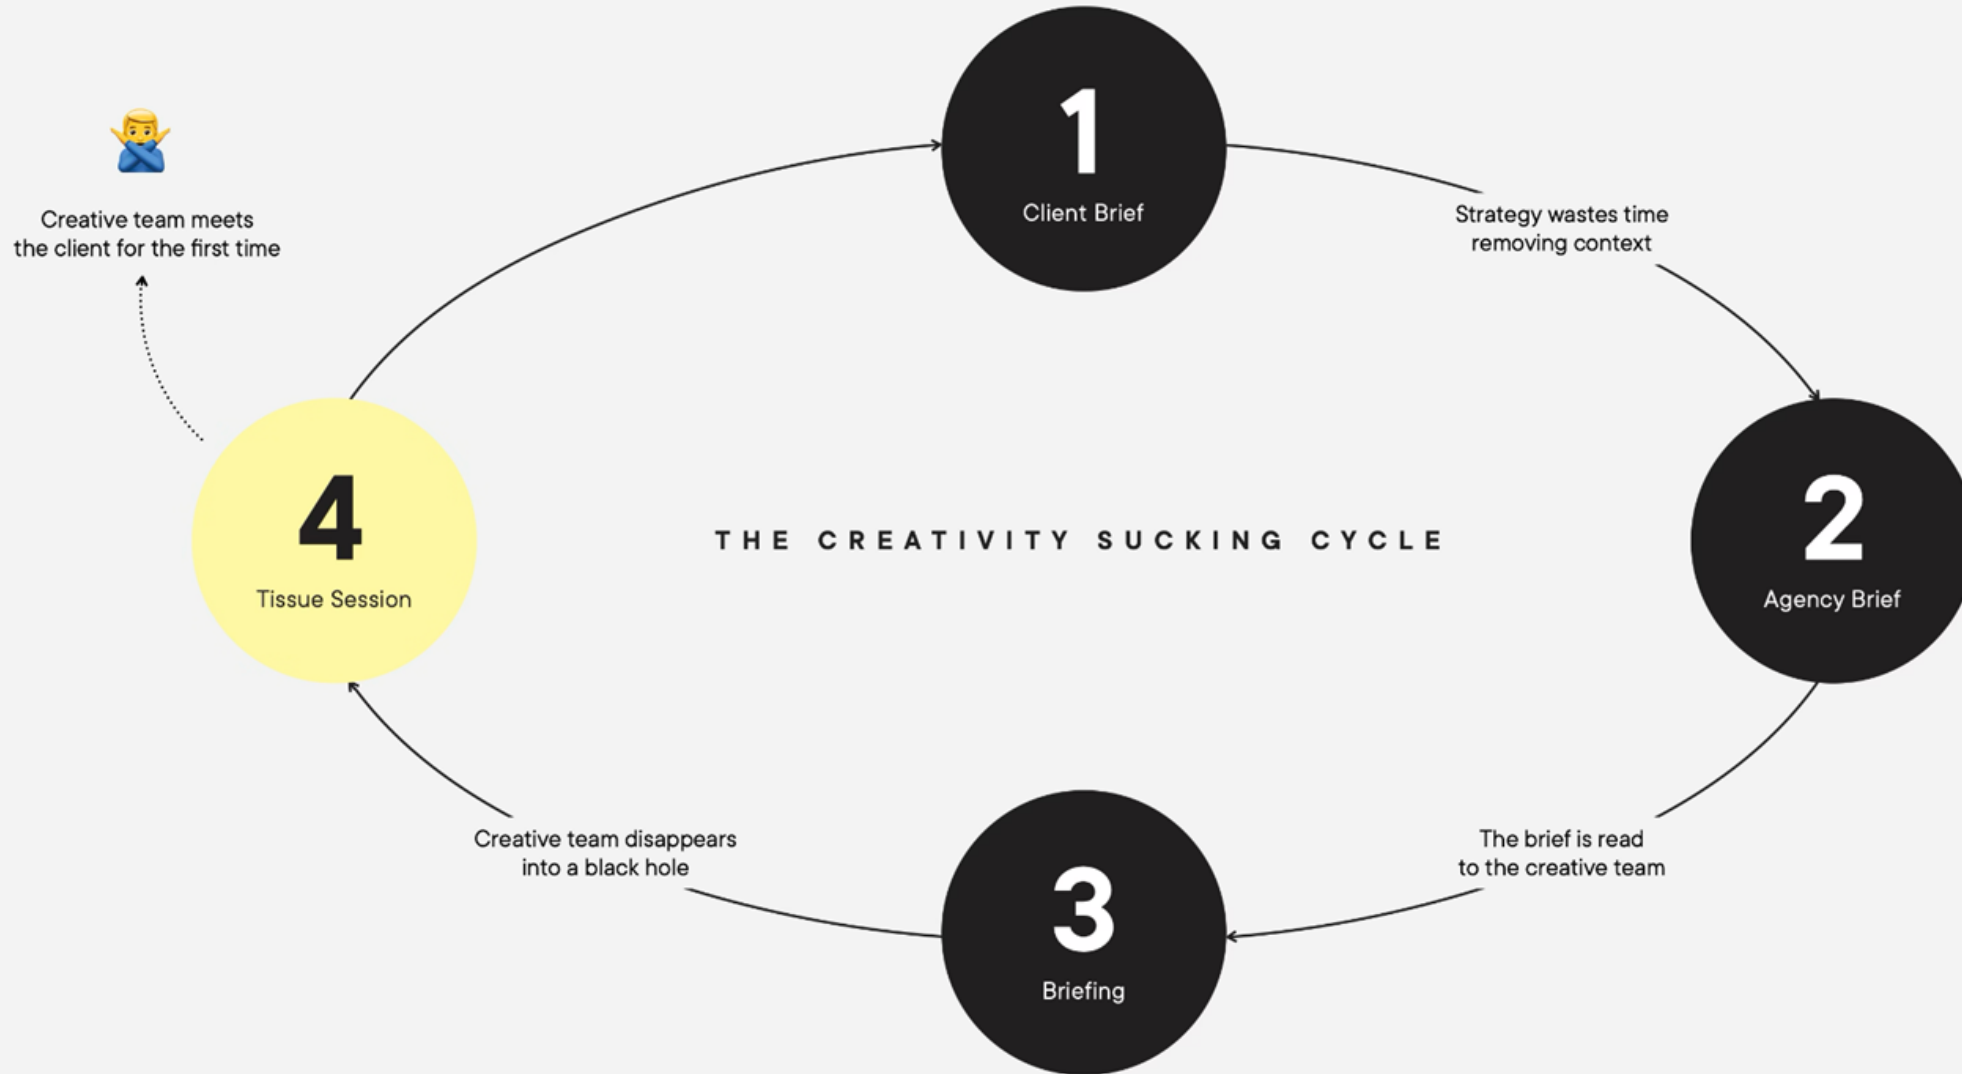 1
Client Brief
Strategy wastes time
removing context
2
Agency Brief
The brief is read
to the creative team
3
Briefing
Creative team disappears
into a black hole
4
Tissue Session
Creative team meets
the client for the first time
THE CREATIVITY SUCKING CYCLE